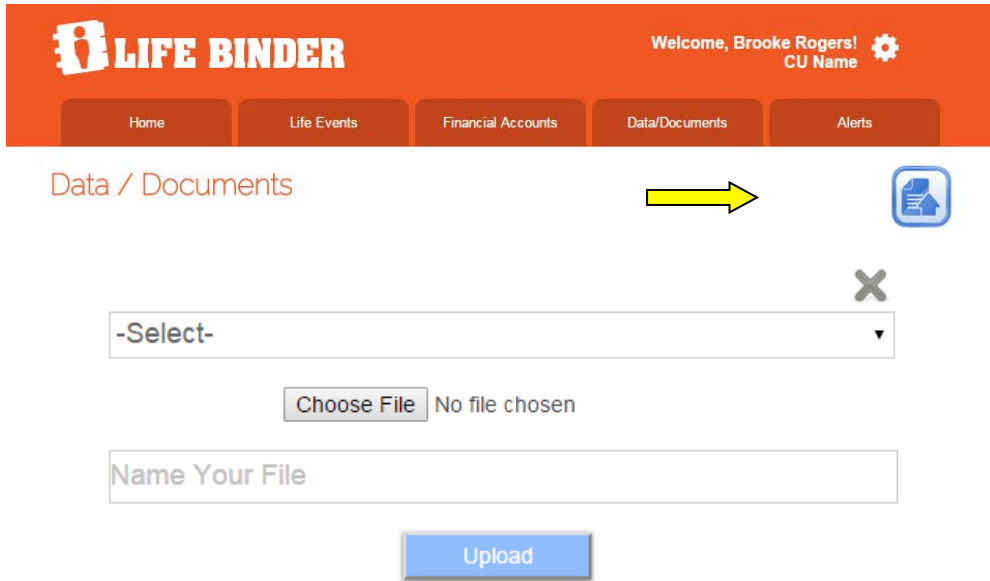 LIFE BINDER
Welcome, Brooke Rogers!
CU Name
Home Life Events Financial Accounts Data/Documents Alerts
Data / Documents
-Select-
Choose File No file chosen
Name Your File
Upload